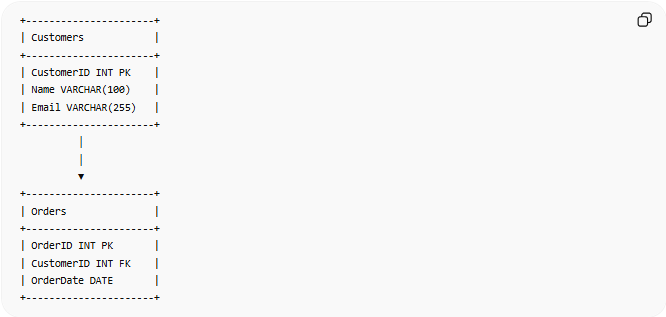 +----------------------+
| Customers            |
+----------------------+
| CustomerID INT PK    |
| Name VARCHAR(100)    |
| Email VARCHAR(255)   |
+----------------------+
          |
          |
          ▼
+----------------------+
| Orders               |
+----------------------+
| OrderID INT PK       |
| CustomerID INT FK    |
| OrderDate DATE       |
+----------------------+